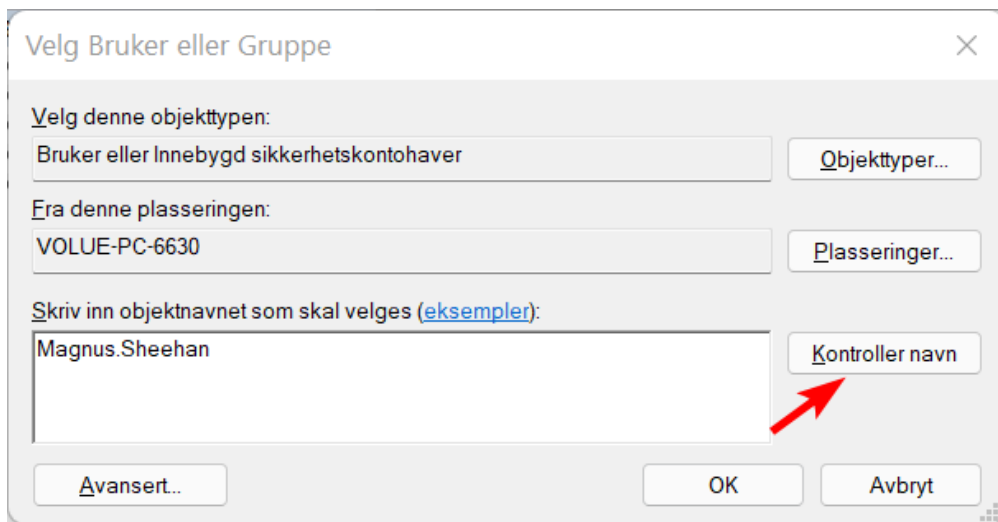 Velg Bruker eller Gruppe
Velg denne objekttypen:
Bruker eller Innebygd sikkerhetskontohaver
Objekttyper...
Fra denne plasseringen:
VOLUE-PC-6630
Plasseringer...
Skriv inn objektnavnet som skal velges (eksempler):
Magnus.Sheehan
Kontroller navn
Avansert...
OK
Avbryt